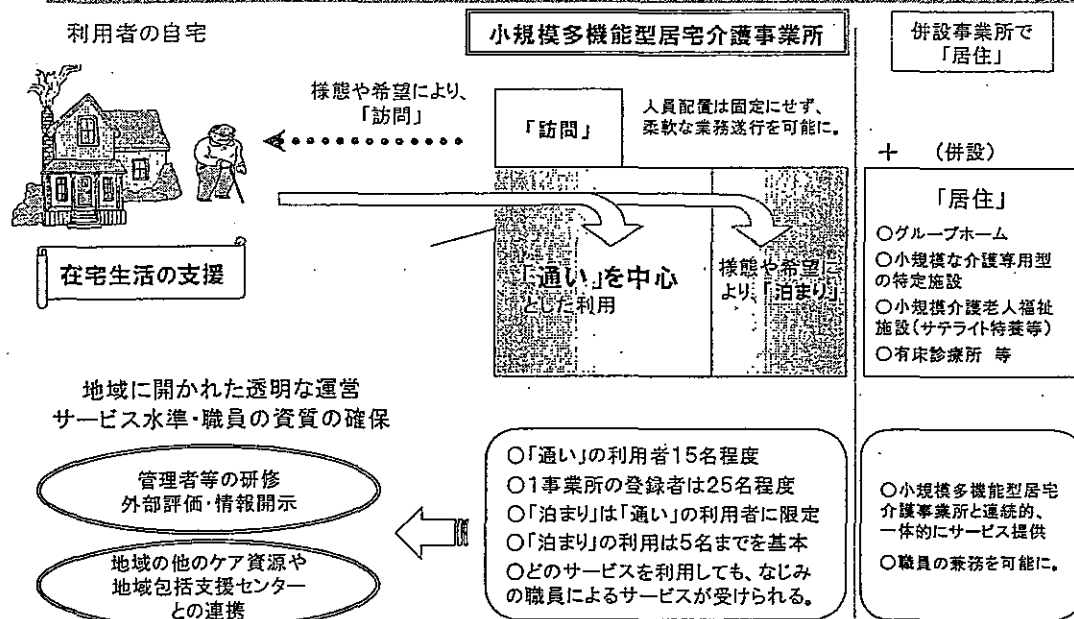 利用者の自宅
小規模多機能型居宅介護事業所
併設事業所で
「居住」
様態や希望により、
「訪問」
「訪問」
人員配置は固定にせず、
柔軟な業務遂行を可能に。
+ (併設)
在宅生活の支援
「通い」を中心
とした利用
様態や希望に
より、「泊まり」
「居住」
○グループホーム
○小規模な介護専用型
の特定施設
○小規模介護老人福祉
施設(サテライト特養等)
○有床診療所 等
地域に開かれた透明な運営
サービス水準・職員の資質の確保
管理者等の研修
外部評価・情報開示
地域の他のケア資源や
地域包括支援センター
との連携
○「通い」の利用者15名程度
○1事業所の登録者は25名程度
○「泊まり」は「通い」の利用者に限定
○「泊まり」の利用は5名までを基本
○どのサービスを利用しても、なじみ
の職員によるサービスが受けられる。
○小規模多機能型居宅
介護事業所と連続的、
一体的にサービス提供
○職員の兼務を可能に。